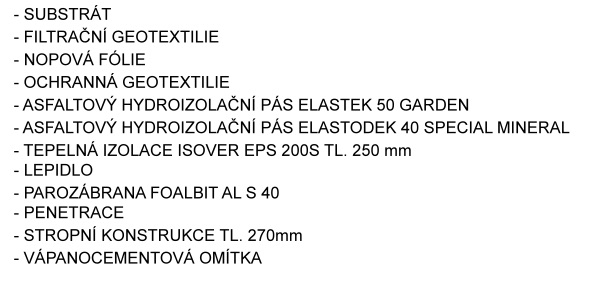 - SUBSTRÁT
- FILTRAČNÍ GEOTEXTILIE
- NOPOVÁ FÓLIE
- OCHRANNÁ GEOTEXTILIE
- ASFALTOVÝ HYDROIZOLAČNÍ PÁS ELASTEK 50 GARDEN
- ASFALTOVÝ HYDROIZOLAČNÍ PÁS ELASTODEK 40 SPECIAL MINERAL
- TEPELNÁ IZOLACE ISOVER EPS 200S TL. 250 mm
- LEPIDLO
- PAROZÁBRANA FOALBIT AL S 40
- PENETRACE
- STROPNÍ KONSTRUKCE TL. 270mm
- VÁPANOCEMENTOVÁ OMÍTKA